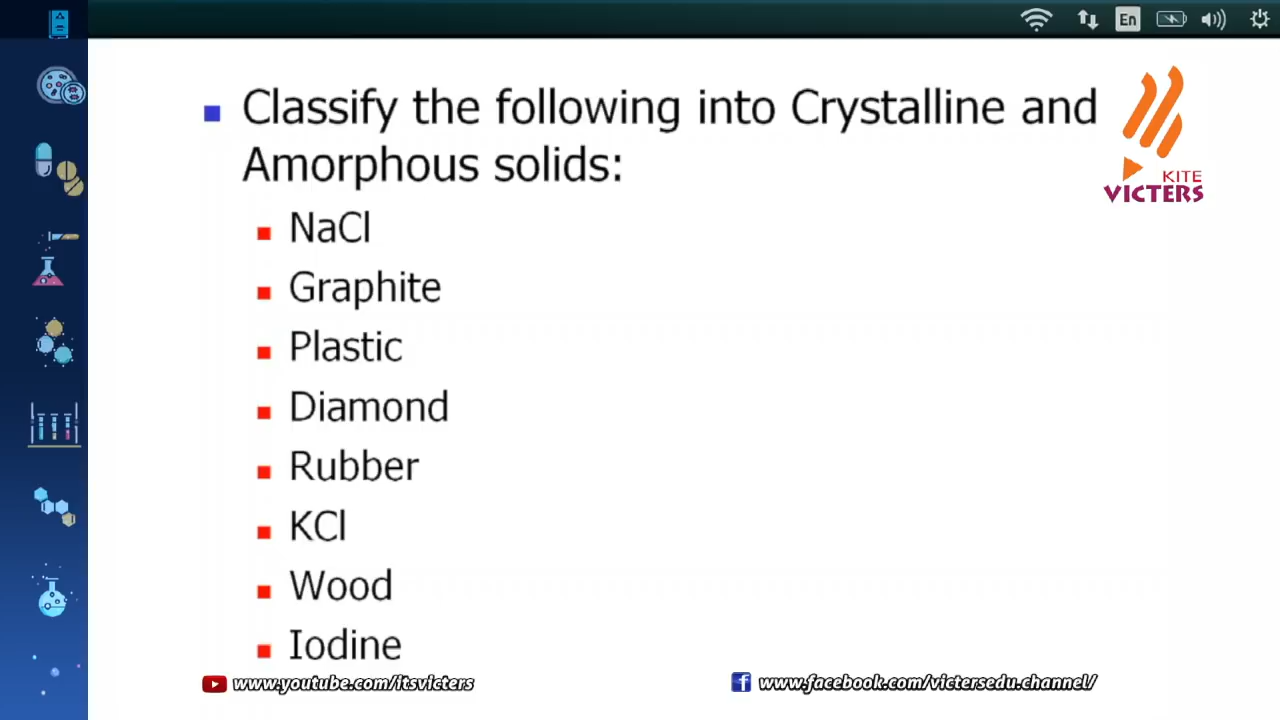 En
Classify the following into Crystalline and
Amorphous solids:
KITE
VICTERS
NaCl
Graphite
Plastic
Diamond
Rubber
KCl
Wood
Iodine
www.youtube.com/itsvicters
www.facebook.com/victersedu.channel/